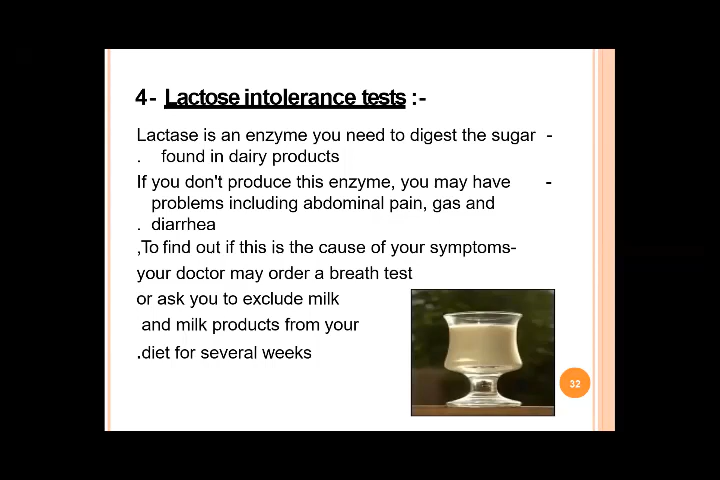 4- Lactose intolerance tests :-
Lactase is an enzyme you need to digest the sugar -
. found in dairy products
If you don't produce this enzyme, you may have -
problems including abdominal pain, gas and
. diarrhea
,To find out if this is the cause of your symptoms-
your doctor may order a breath test
or ask you to exclude milk
and milk products from your
.diet for several weeks
32